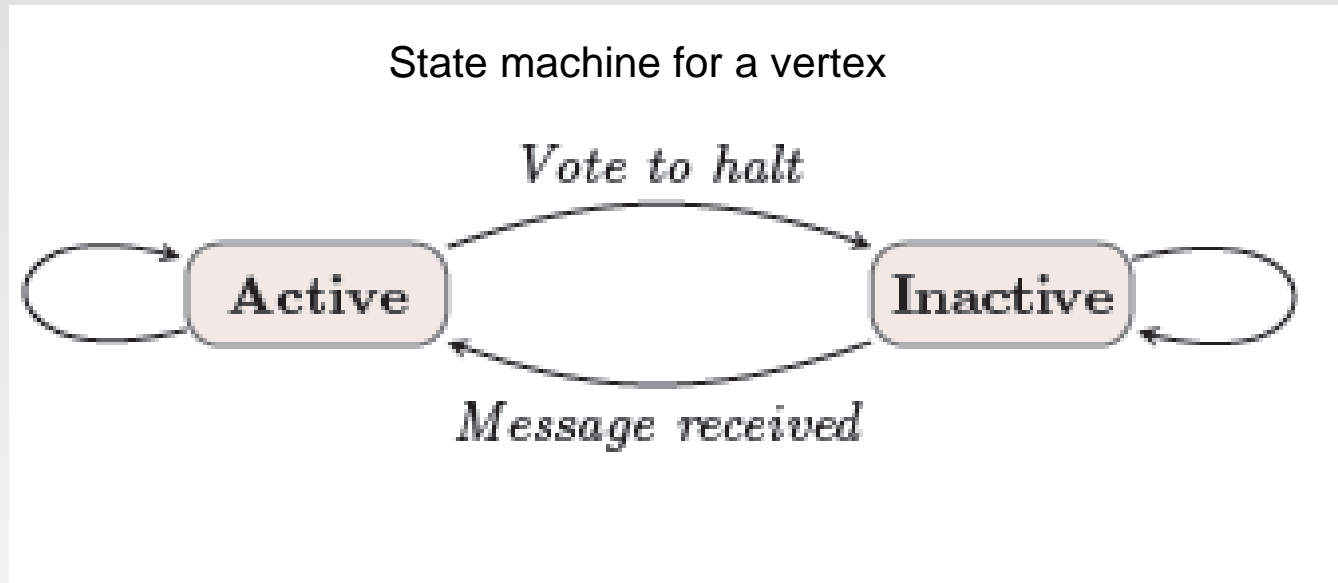 State machine for a vertex
Vote to halt
Active
Inactive
Message received